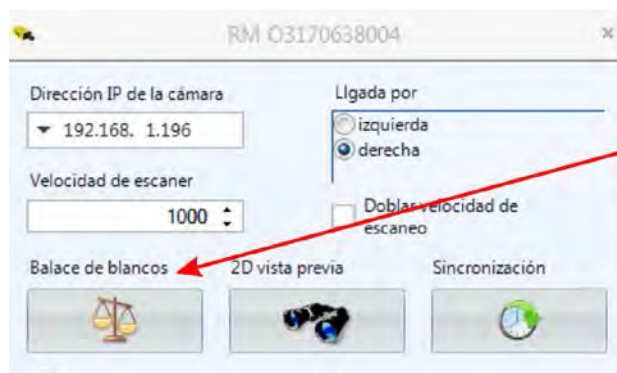 RM O3170638004
Dirección IP de la cámara
192.168. 1.196
LIgada por
izquierda
derecha
Velocidad de escaner
1000
Doblar velocidad de
escaneo
Balace de blancos
2D vista previa
Sincronización